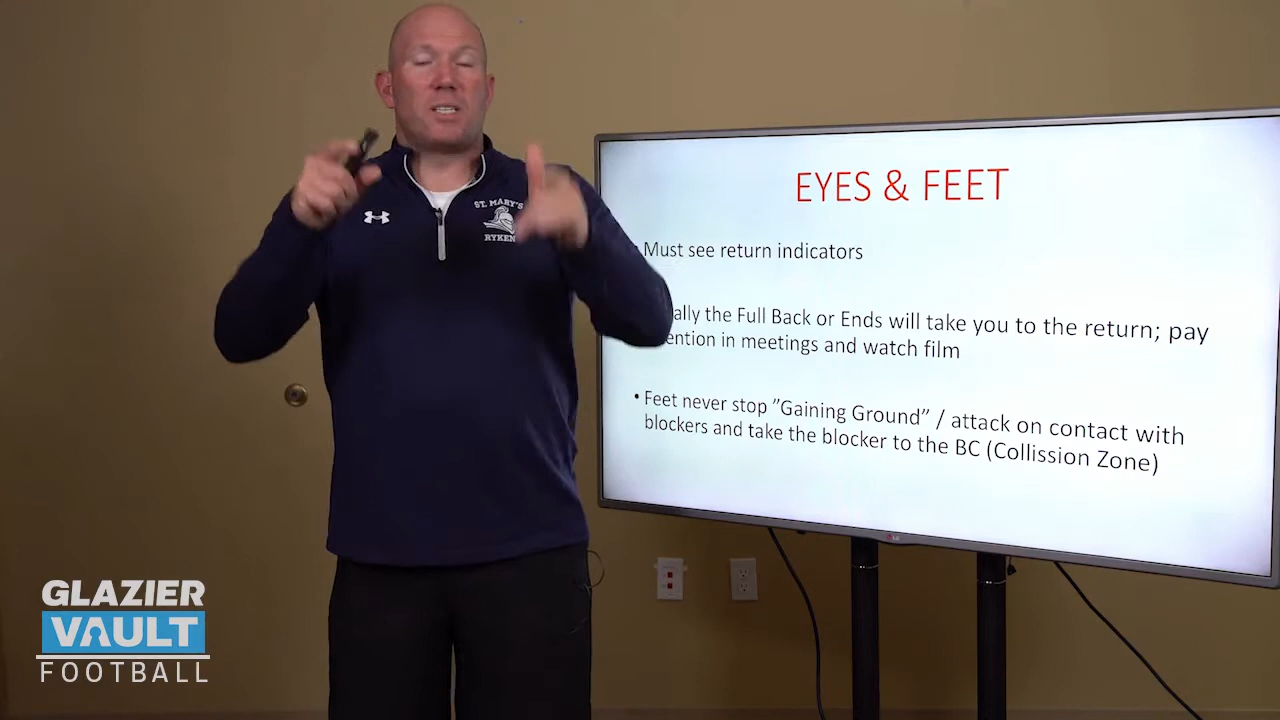 EYES & FEET
Must see return indicators
the Full Back or Ends will take you to the return; pay
in meetings and watch film
• Feet never stop ”Gaining Ground” / attack on contact with
blockers and take the blocker to the BC (Collission Zone)
ST. MARY'S
LG
GLAZIER
VAULT
FOOTBALL